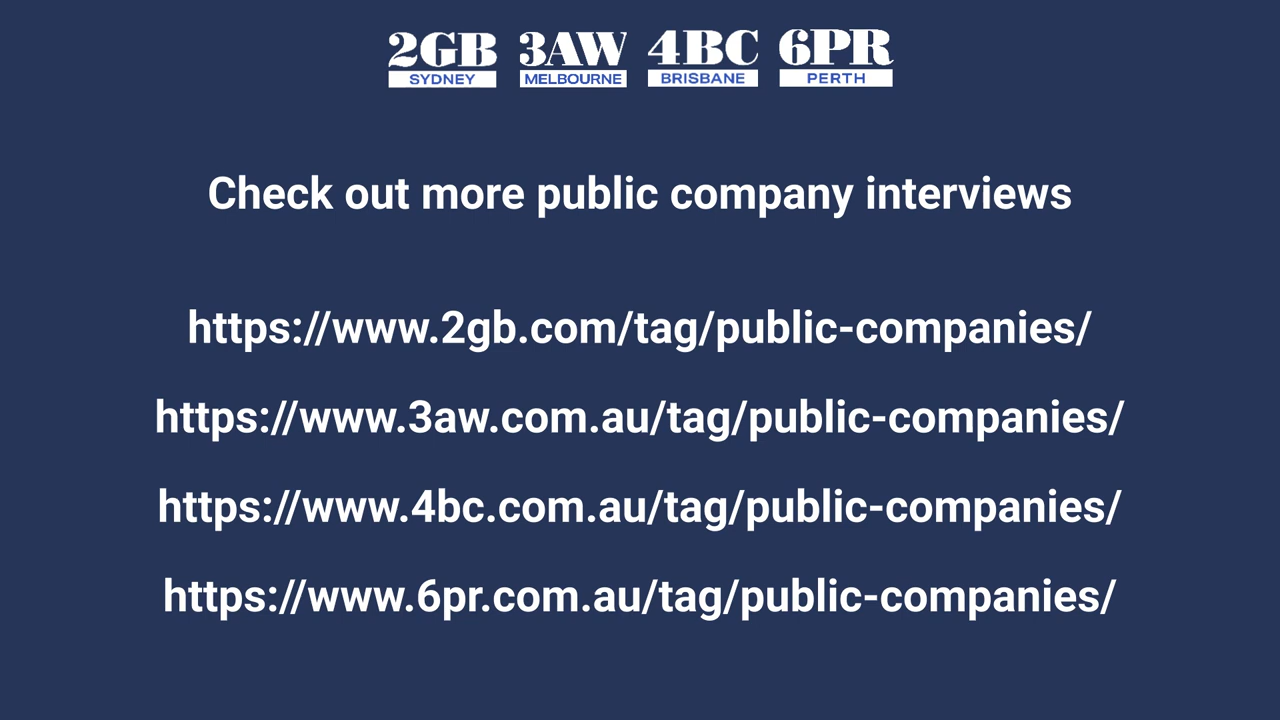 2GB 3AW 4BC 6PR
SYDNEY MELBOURNE BRISBANE PERTH
Check out more public company interviews
https://www.2gb.com/tag/public-companies/
https://www.3aw.com.au/tag/public-companies/
https://www.4bc.com.au/tag/public-companies/
https://www.6pr.com.au/tag/public-companies/